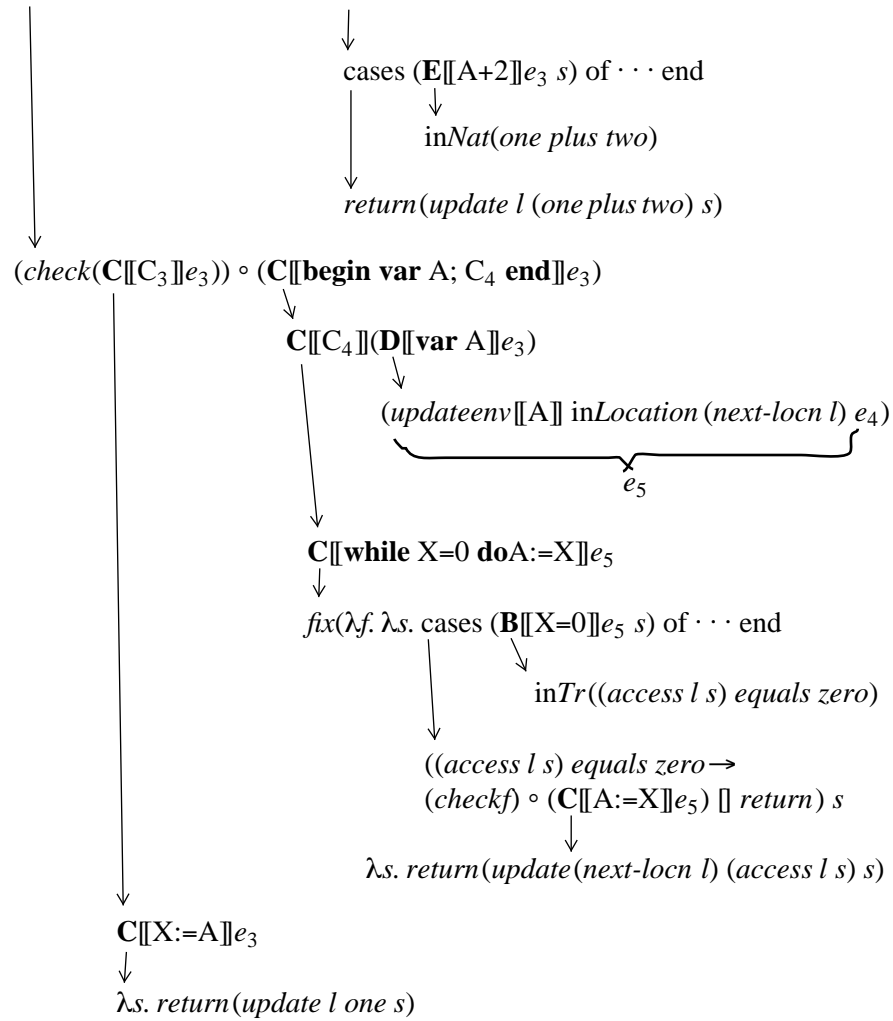 cases (E⟦A+2⟧e₃ s) of · · · end
inNat(one plus two)
return(update l (one plus two) s)
(check(C⟦C₃⟧e₃)) ∘ (C⟦begin var A; C₄ end⟧e₃)
C⟦C₄⟧(D⟦var A⟧e₃)
(updateenv⟦A⟧ inLocation (next-locn l) e₄)
e₅
C⟦while X=0 doA:=X⟧e₅
fix(λf. λs. cases (B⟦X=0⟧e₅ s) of · · · end
inTr((access l s) equals zero)
((access l s) equals zero→
(checkf) ∘ (C⟦A:=X⟧e₅) ▯ return) s
λs. return(update(next-locn l) (access l s) s)
C⟦X:=A⟧e₃
λs. return(update l one s)